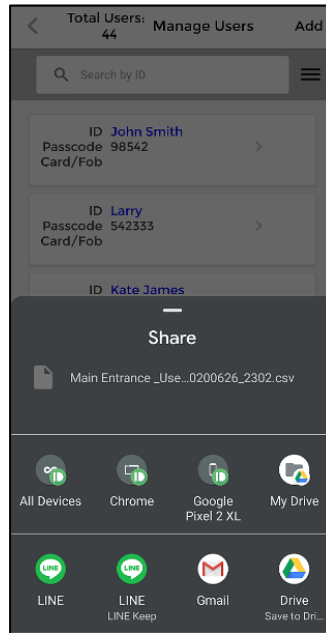 Total Users:
44
Manage Users
Add
Search by ID
ID John Smith
Passcode 98542
Card/Fob
ID Larry
Passcode 542333
Card/Fob
ID Kate James
Share
Main Entrance _Use...0200626_2302.csv
All Devices
Chrome
Google
Pixel 2 XL
My Drive
LINE
LINE
LINE
LINE
LINE Keep
Gmail
Drive
Save to Dri...